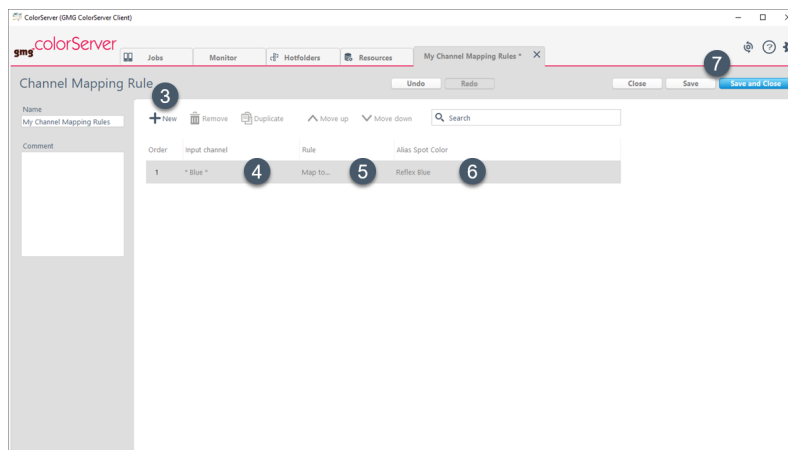 ColorServer (GMG ColorServer Client)
gmg colorServer
Jobs
Monitor
Hotfolders
Resources
My Channel Mapping Rules *
7
Channel Mapping Rule
Undo
Redo
Close
Save
Save and Close
3
Name
My Channel Mapping Rules
New
Remove
Duplicate
Move up
Move down
Search
Comment
Order
Input channel
Rule
Alias Spot Color
1
* Blue *
4
Map to...
5
Reflex Blue
6